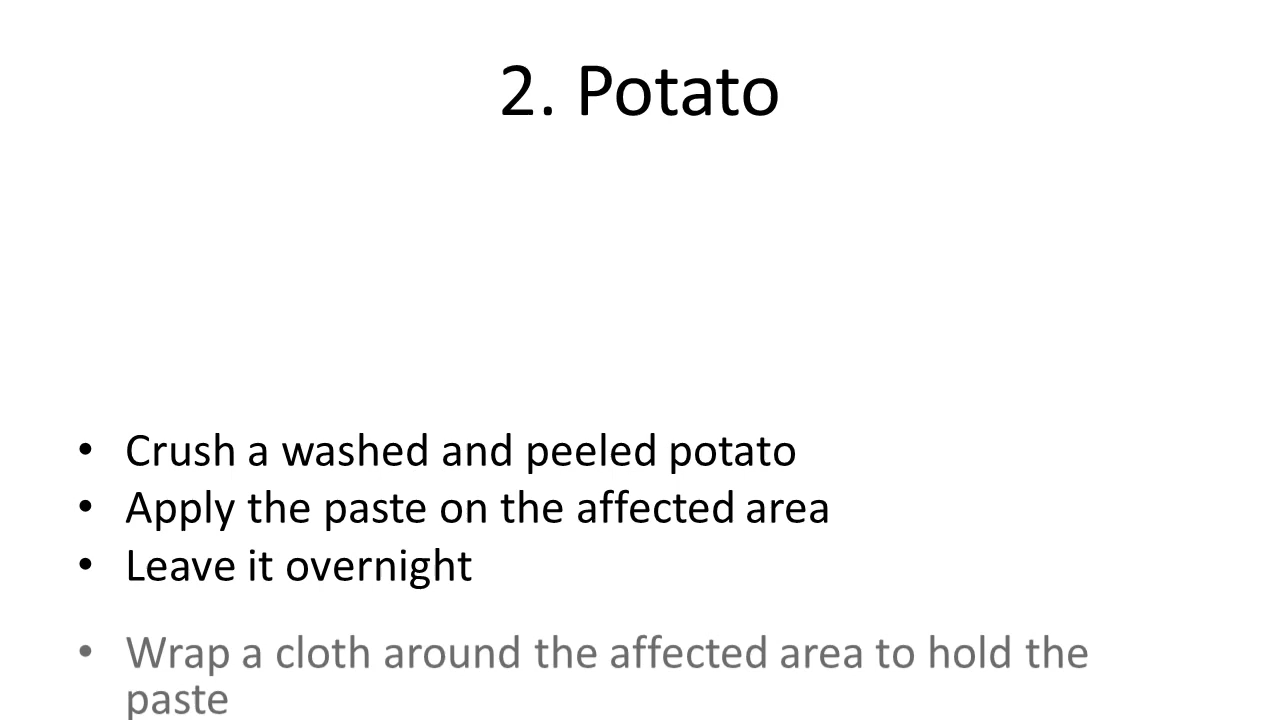 2. Potato
• Crush a washed and peeled potato
• Apply the paste on the affected area
• Leave it overnight
• Wrap a cloth around the affected area to hold the
paste